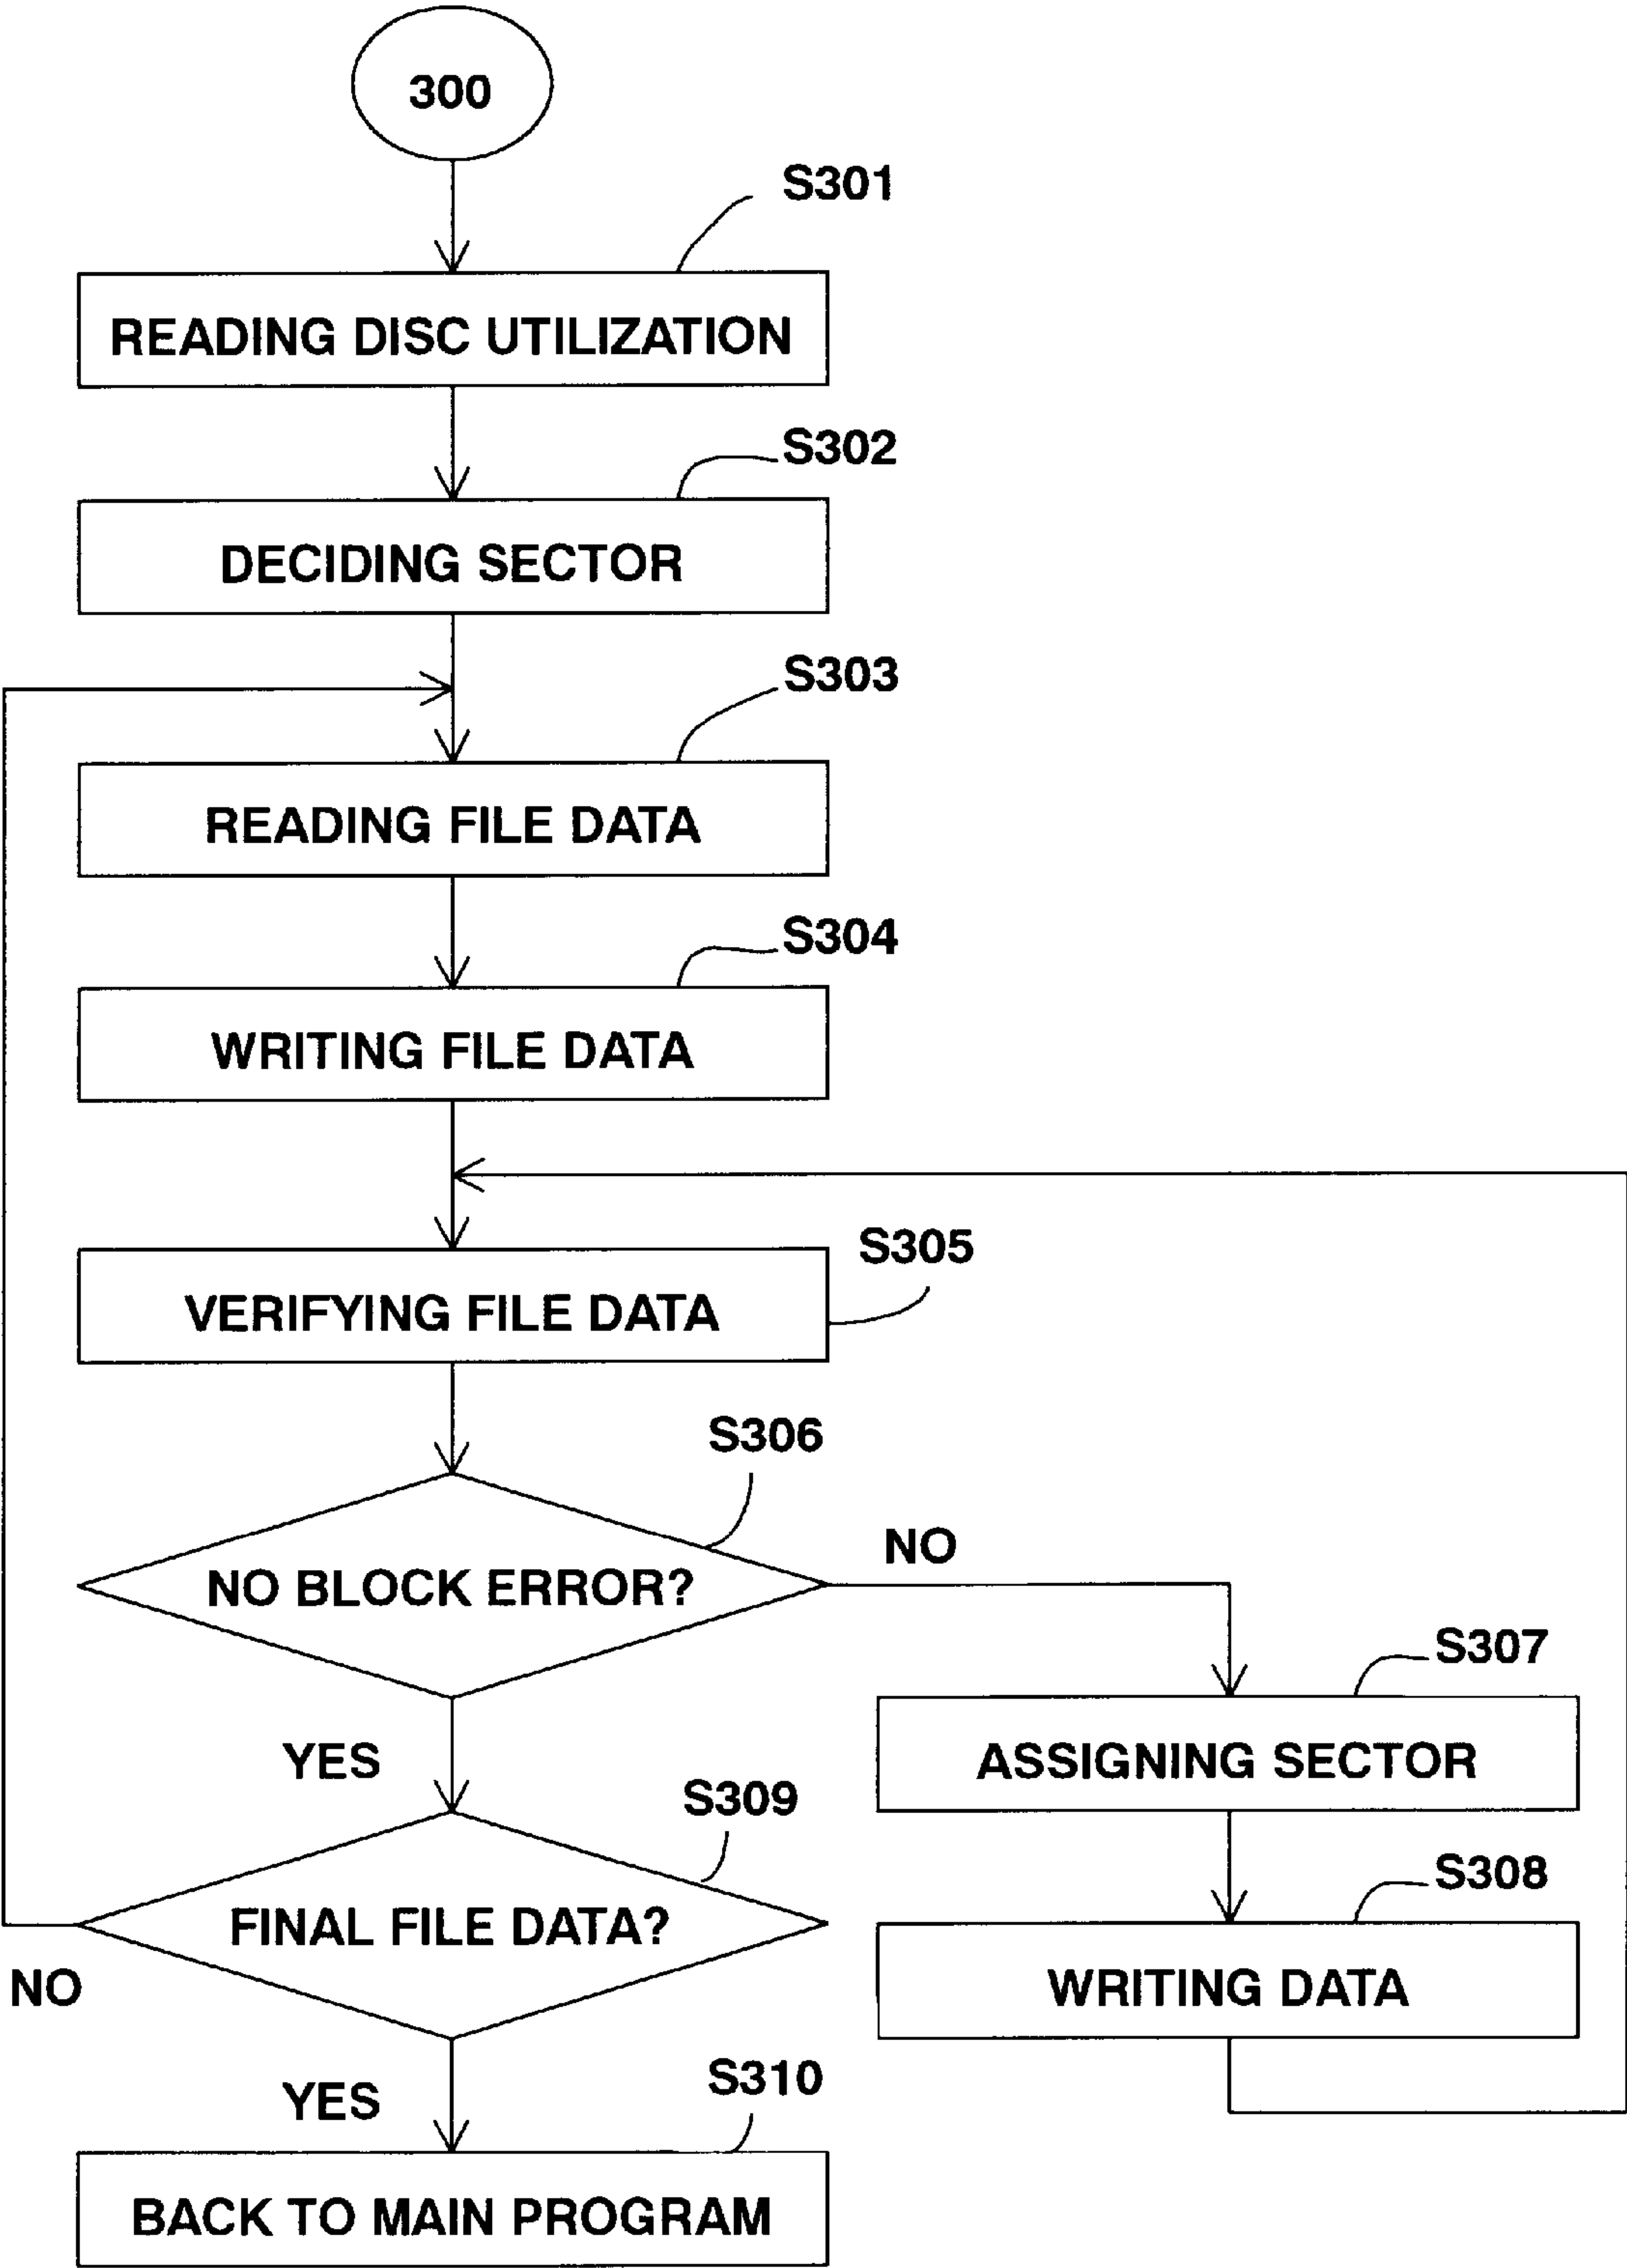 300
S301
READING DISC UTILIZATION
S302
DECIDING SECTOR
S303
READING FILE DATA
S304
WRITING FILE DATA
S305
VERIFYING FILE DATA
S306
NO BLOCK ERROR?
NO
S307
ASSIGNING SECTOR
YES
S309
S308
FINAL FILE DATA?
NO
WRITING DATA
YES
S310
BACK TO MAIN PROGRAM